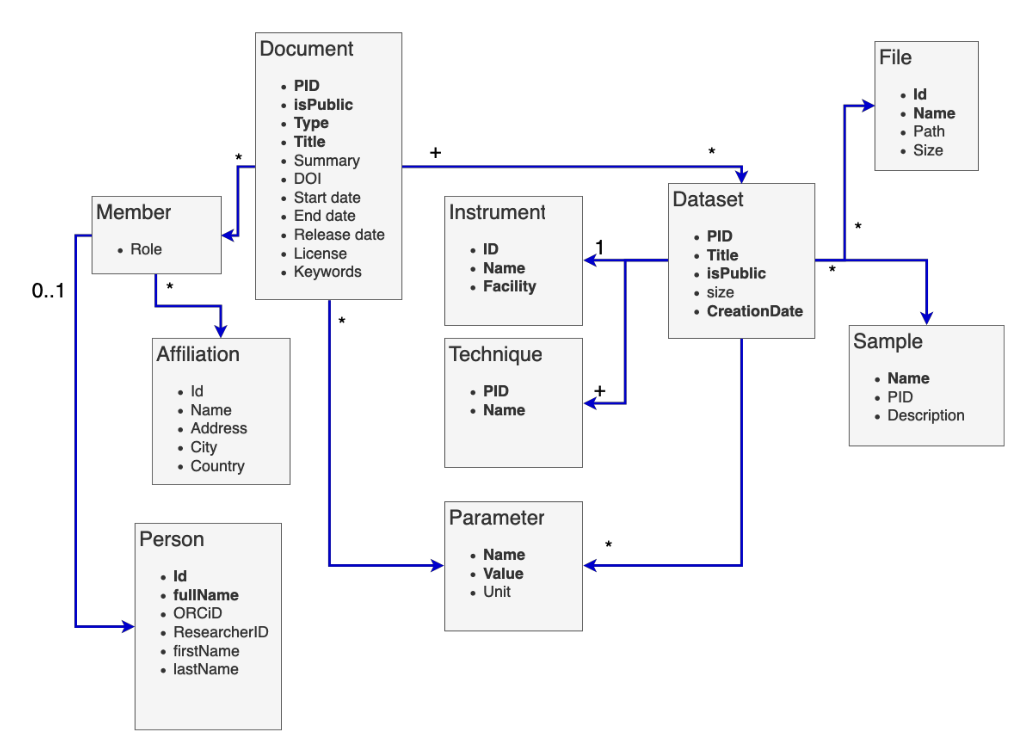 Document
• PID
• isPublic
• Type
• Title
• Summary
• DOI
• Start date
• End date
• Release date
• License
• Keywords
File
• Id
• Name
• Path
• Size
+
*
*
Member
• Role
Instrument
• ID
• Name
• Facility
Dataset
• PID
• Title
• isPublic
• size
• CreationDate
1
*
*
0..1
*
*
Affiliation
• Id
• Name
• Address
• City
• Country
Technique
• PID
• Name
+
Sample
• Name
• PID
• Description
Parameter
• Name
• Value
• Unit
*
Person
• Id
• fullName
• ORCiD
• ResearcherID
• firstName
• lastName